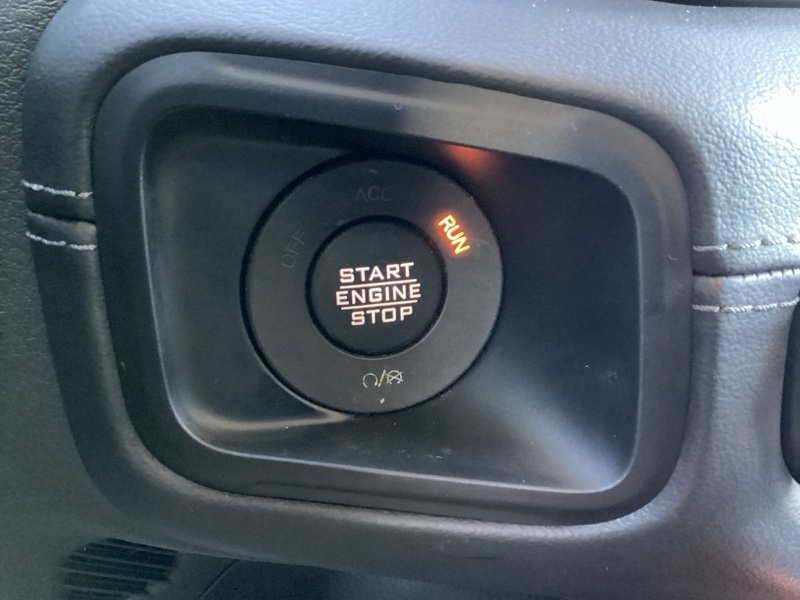 ACC
OFF
RUN
START
ENGINE
STOP